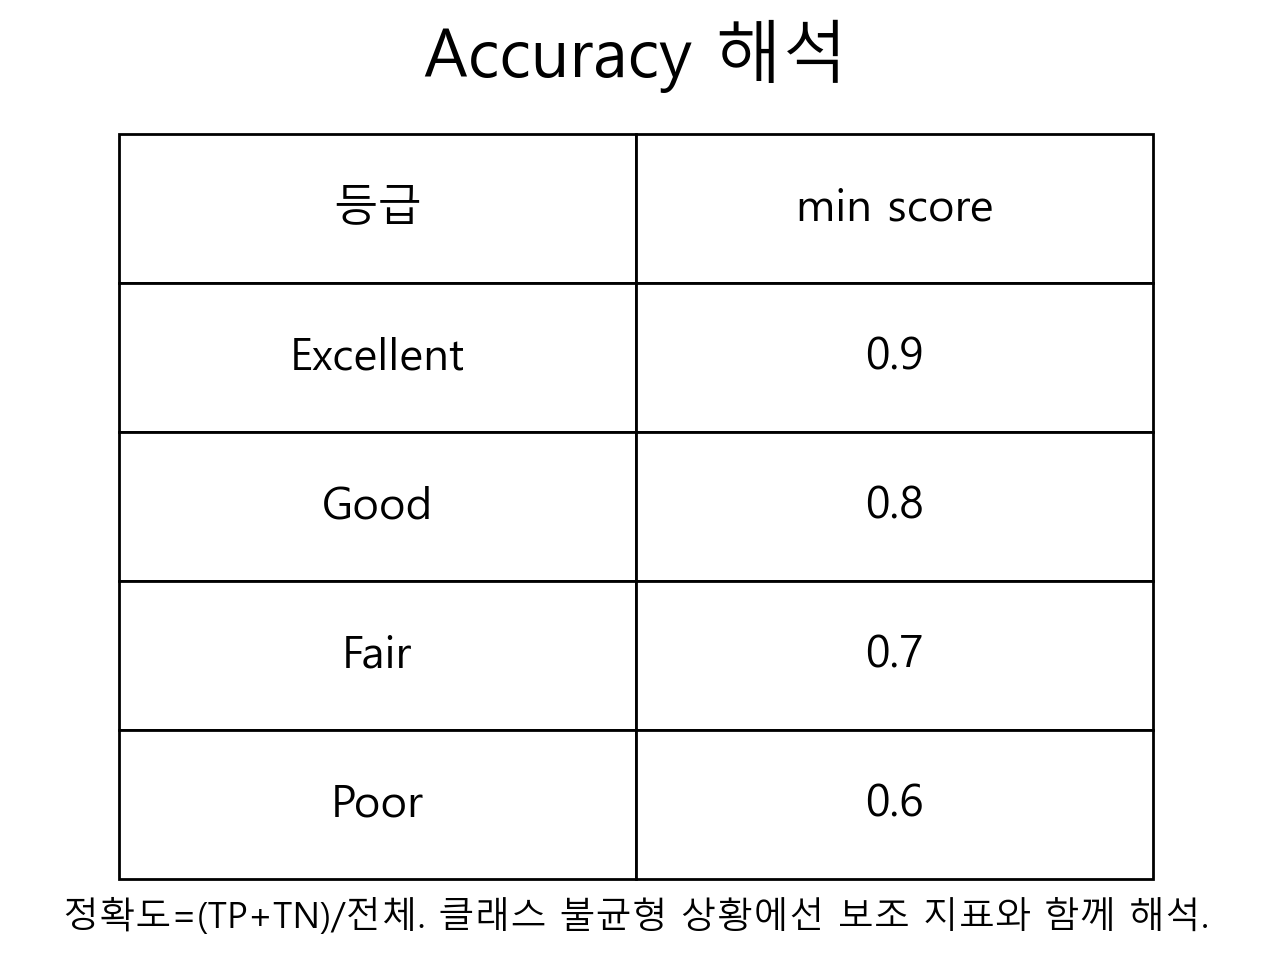 Accuracy 해석
등급 min score
Excellent 0.9
Good 0.8
Fair 0.7
Poor 0.6
정확도=(TP+TN)/전체. 클래스 불균형 상황에선 보조 지표와 함께 해석.